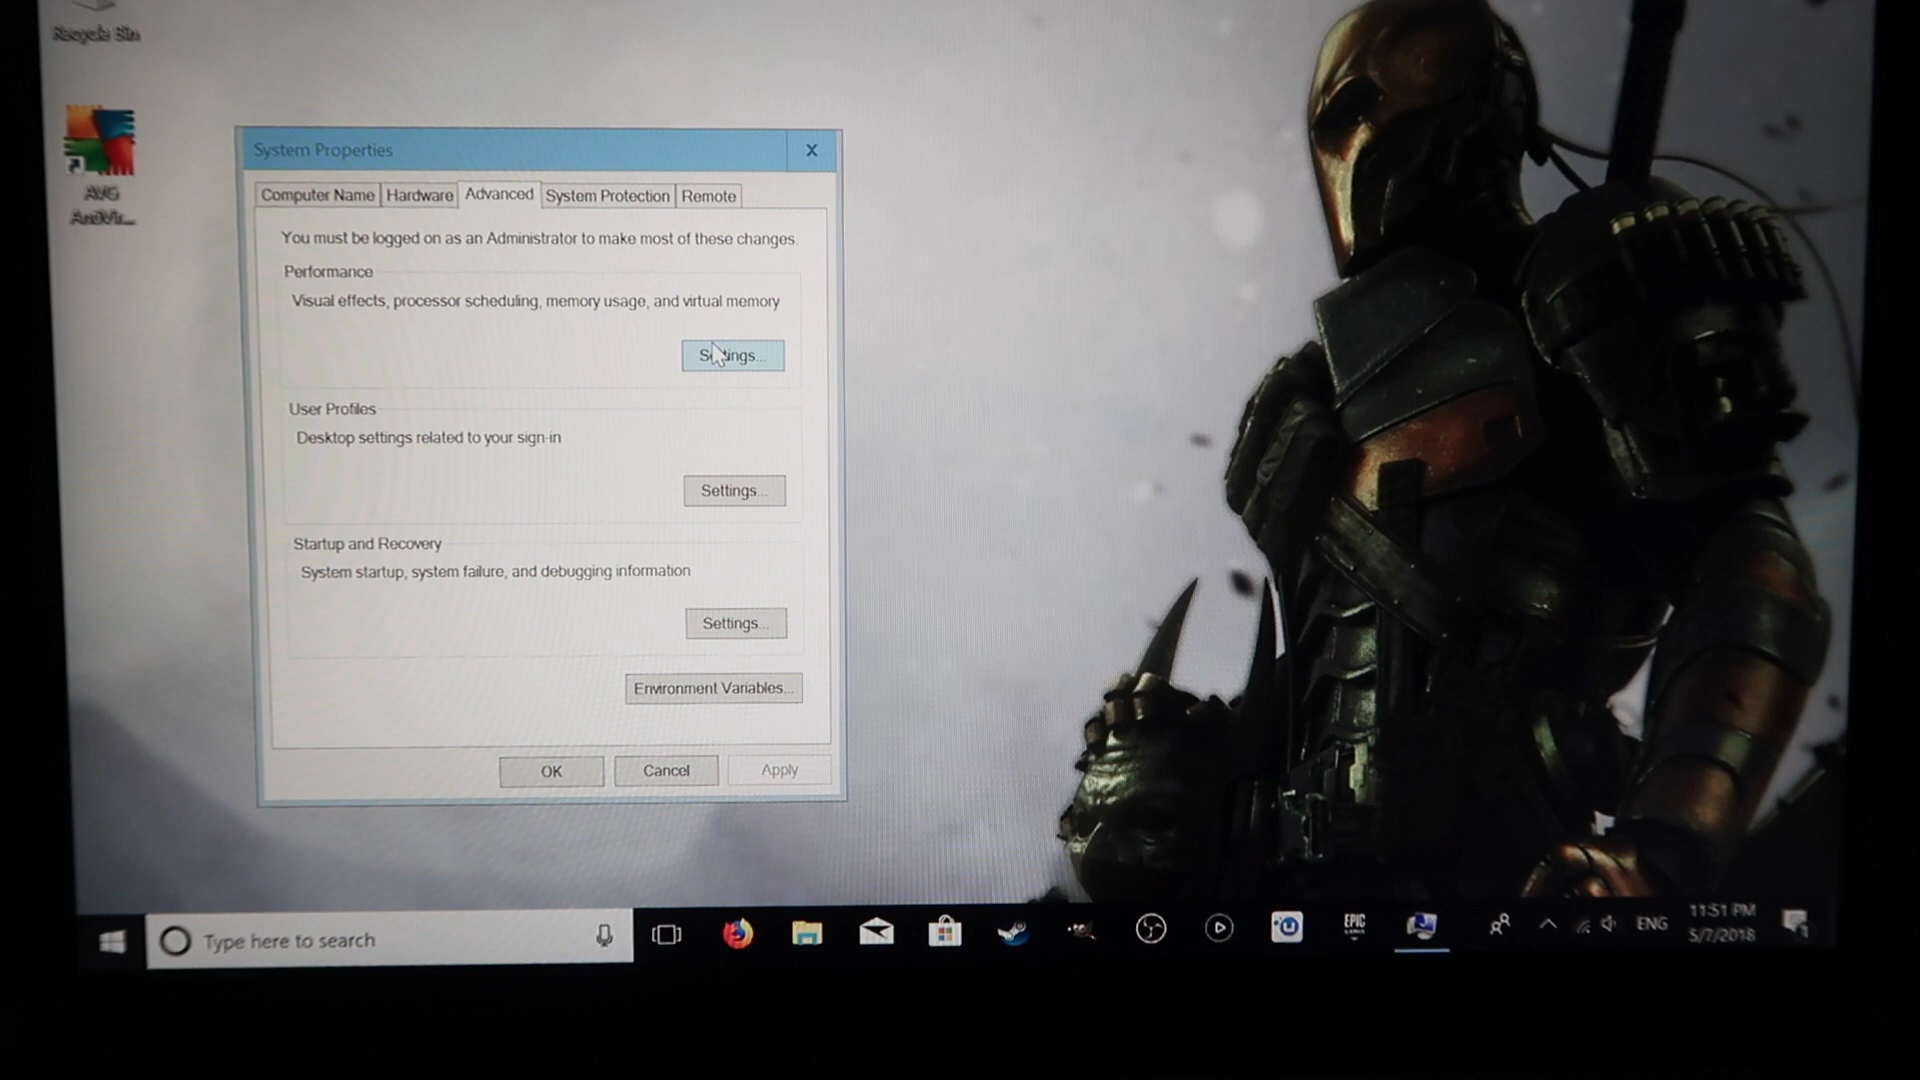 Recycle Bin
AVG
System Properties
X
Computer Name
Hardware
Advanced
System Protection
Remote
You must be logged on as an Administrator to make most of these changes.
Performance
Visual effects, processor scheduling, memory usage, and virtual memory
Settings...
User Profiles
Desktop settings related to your sign-in
Settings...
Startup and Recovery
System startup, system failure, and debugging information
Settings...
Environment Variables...
OK
Cancel
Apply
Type here to search
EPIC
GAMES
ENG
11:51 PM
5/7/2018